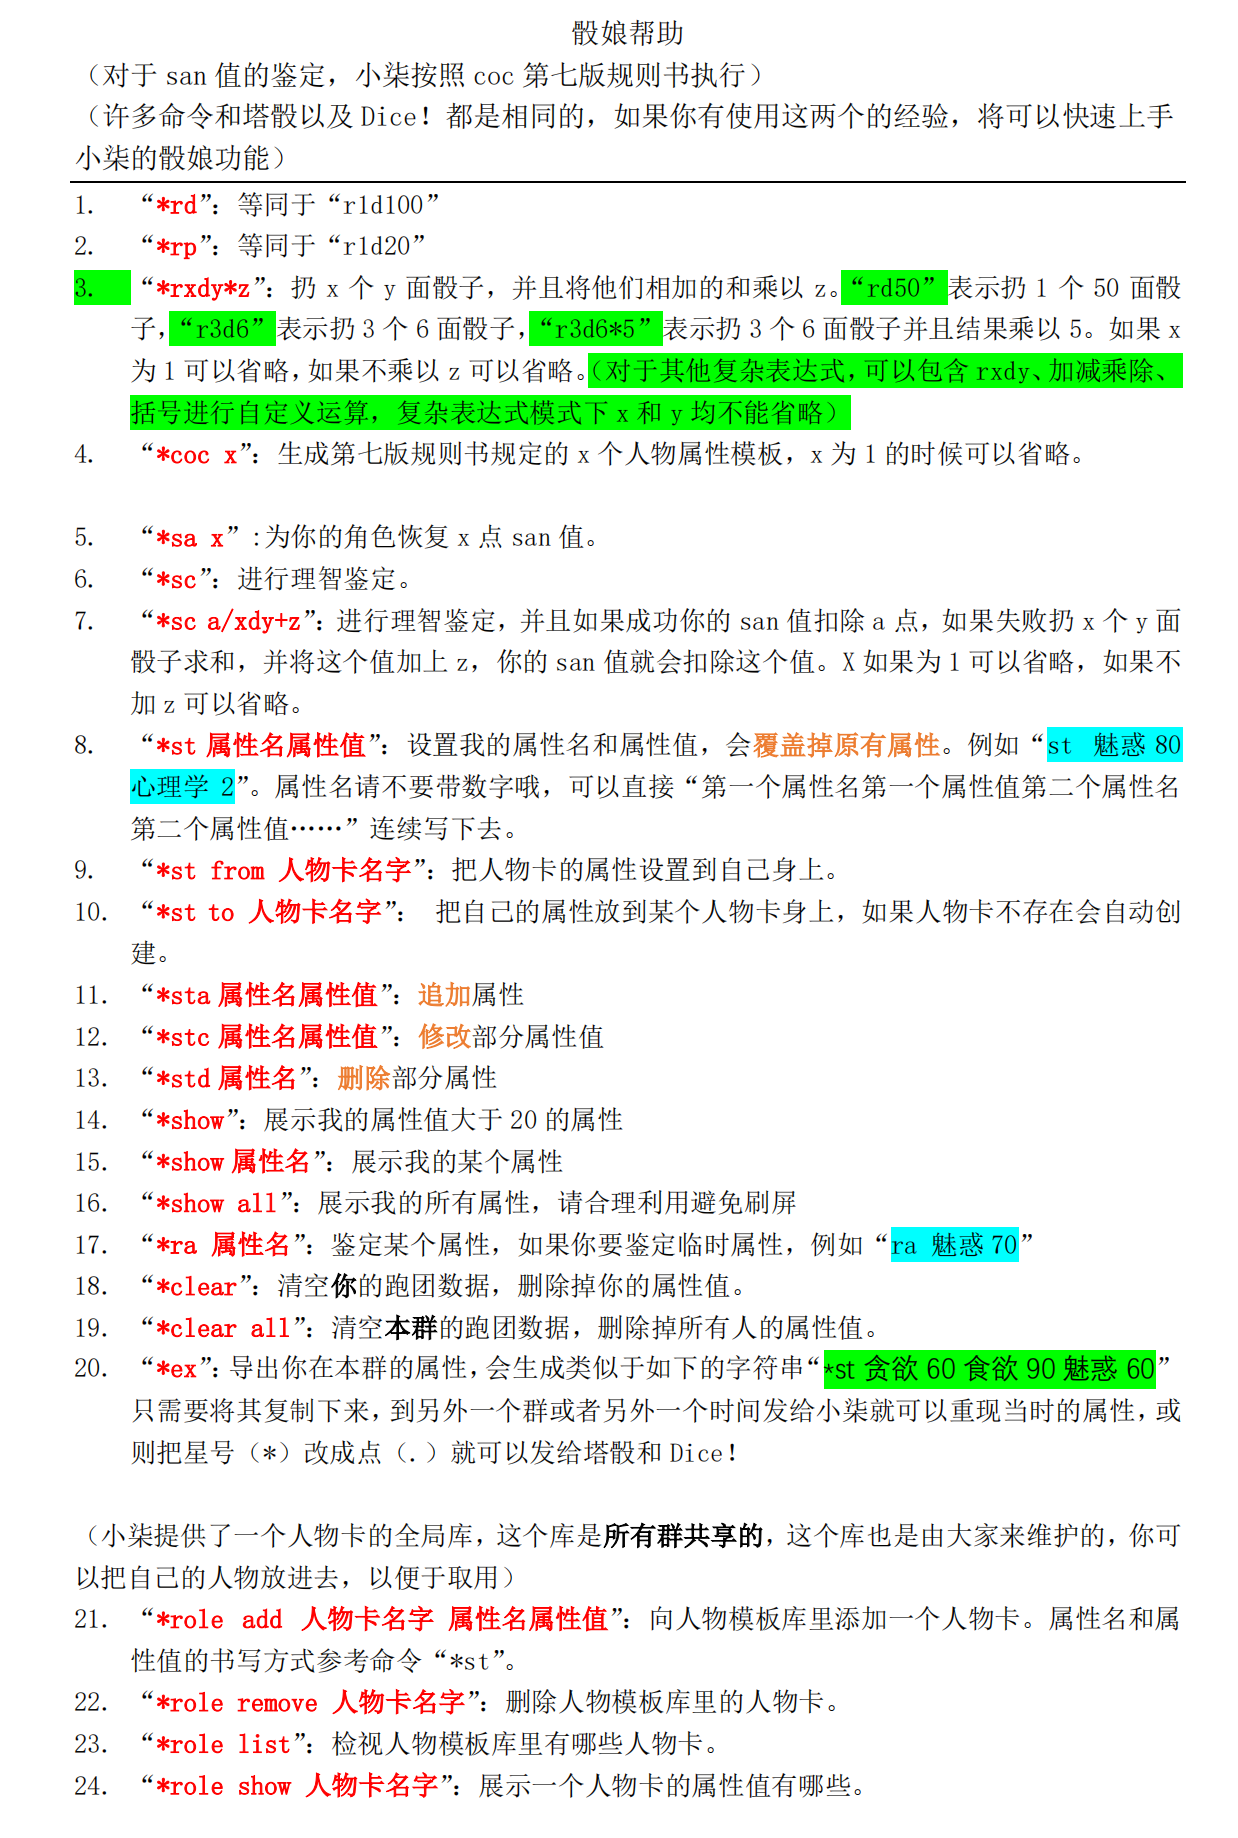 骰娘帮助
（对于 san 值的鉴定，小柒按照 coc 第七版规则书执行）
（许多命令和塔骰以及 Dice！都是相同的，如果你有使用这两个的经验，将可以快速上手
小柒的骰娘功能）
1. “*rd”：等同于“r1d100”
2. “*rp”：等同于“r1d20”
3. “*rxdy*z”：扔 x 个 y 面骰子，并且将他们相加的和乘以 z。“rd50”表示扔 1 个 50 面骰
子，“r3d6”表示扔 3 个 6 面骰子，“r3d6*5”表示扔 3 个 6 面骰子并且结果乘以 5。如果 x
为 1 可以省略，如果不乘以 z 可以省略。（对于其他复杂表达式，可以包含 rxdy、加减乘除、
括号进行自定义运算，复杂表达式模式下 x 和 y 均不能省略）
4. “*coc x”：生成第七版规则书规定的 x 个人物属性模板，x 为 1 的时候可以省略。
5. “*sa x”:为你的角色恢复 x 点 san 值。
6. “*sc”：进行理智鉴定。
7. “*sc a/xdy+z”：进行理智鉴定，并且如果成功你的 san 值扣除 a 点，如果失败扔 x 个 y 面
骰子求和，并将这个值加上 z，你的 san 值就会扣除这个值。X 如果为 1 可以省略，如果不
加 z 可以省略。
8. “*st 属性名属性值”：设置我的属性名和属性值，会覆盖掉原有属性。例如“st 魅惑 80
心理学 2”。属性名请不要带数字哦，可以直接“第一个属性名第一个属性值第二个属性名
第二个属性值……”连续写下去。
9. “*st from 人物卡名字”：把人物卡的属性设置到自己身上。
10. “*st to 人物卡名字”： 把自己的属性放到某个人物卡身上，如果人物卡不存在会自动创
建。
11. “*sta 属性名属性值”：追加属性
12. “*stc 属性名属性值”：修改部分属性值
13. “*std 属性名”：删除部分属性
14. “*show”：展示我的属性值大于 20 的属性
15. “*show 属性名”：展示我的某个属性
16. “*show all”：展示我的所有属性，请合理利用避免刷屏
17. “*ra 属性名”：鉴定某个属性，如果你要鉴定临时属性，例如“ra 魅惑 70”
18. “*clear”：清空你的跑团数据，删除掉你的属性值。
19. “*clear all”：清空本群的跑团数据，删除掉所有人的属性值。
20. “*ex”：导出你在本群的属性，会生成类似于如下的字符串“*st 贪欲 60 食欲 90 魅惑 60”
只需要将其复制下来，到另外一个群或者另外一个时间发给小柒就可以重现当时的属性，或
则把星号（*）改成点（.）就可以发给塔骰和 Dice！
（小柒提供了一个人物卡的全局库，这个库是所有群共享的，这个库也是由大家来维护的，你可
以把自己的人物放进去，以便于取用）
21. “*role add 人物卡名字 属性名属性值”：向人物模板库里添加一个人物卡。属性名和属
性值的书写方式参考命令“*st”。
22. “*role remove 人物卡名字”：删除人物模板库里的人物卡。
23. “*role list”：检视人物模板库里有哪些人物卡。
24. “*role show 人物卡名字”：展示一个人物卡的属性值有哪些。